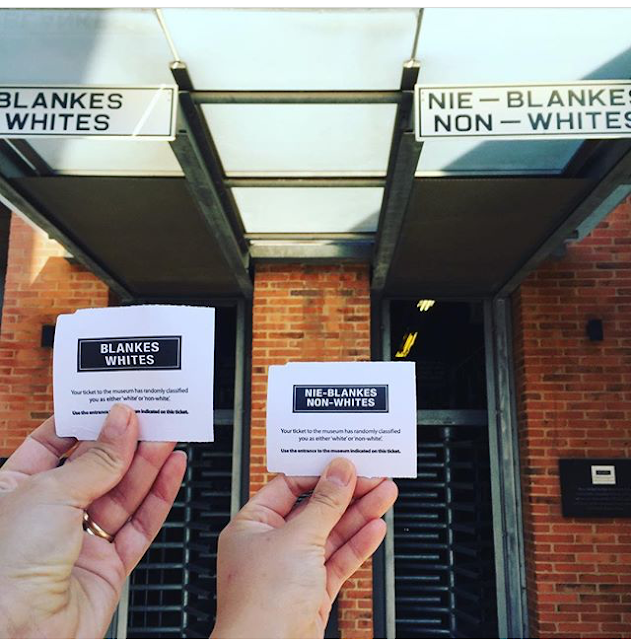 BLANKES
WHITES
NIE – BLANKES
NON – WHITES
BLANKES
WHITES
Your ticket to the museum has randomly classified
you as either 'white' or 'non-white'.
Use the entrance to the museum indicated on this ticket.
NIE-BLANKES
NON-WHITES
Your ticket to the museum has randomly classified
you as either 'white' or 'non-white'.
Use the entrance to the museum indicated on this ticket.